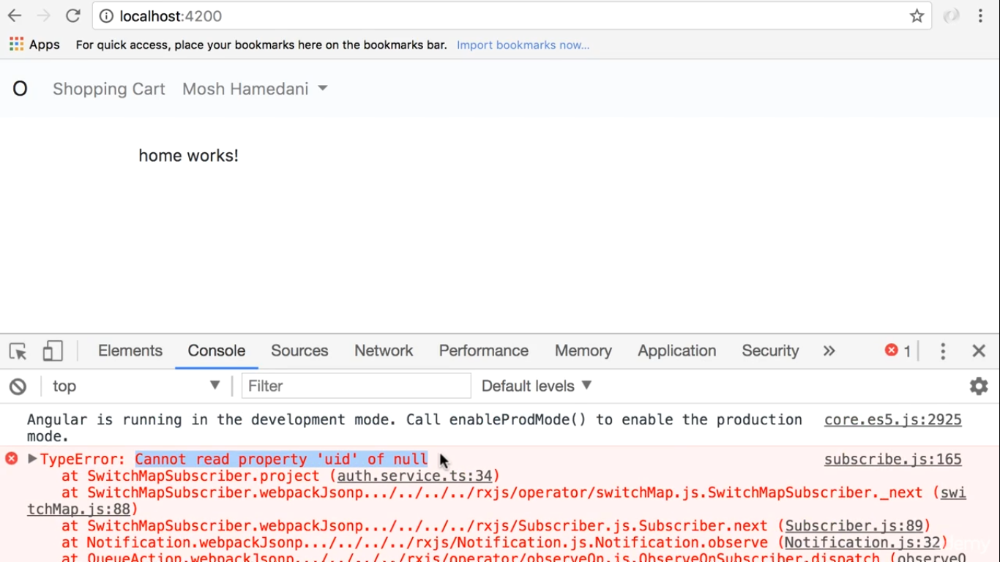 localhost:4200
Apps For quick access, place your bookmarks here on the bookmarks bar. Import bookmarks now...
O Shopping Cart Mosh Hamedani
home works!
Elements Console Sources Network Performance Memory Application Security » 1
top Filter Default levels
Angular is running in the development mode. Call enableProdMode() to enable the production core.es5.js:2925
mode.
TypeError: Cannot read property 'uid' of null subscribe.js:165
at SwitchMapSubscriber.project (auth.service.ts:34)
at SwitchMapSubscriber.webpackJsonp.../../../../rxjs/operator/switchMap.js.SwitchMapSubscriber._next (swi
tchMap.js:88)
at SwitchMapSubscriber.webpackJsonp.../../../../rxjs/Subscriber.js.Subscriber.next (Subscriber.js:89)
at Notification.webpackJsonp.../../../../rxjs/Notification.js.Notification.observe (Notification.js:32)
at QueueAction.webpackJsonp.../../../../rxjs/operator/observeOn.js.ObserveOnSubscriber.dispatch (observeO